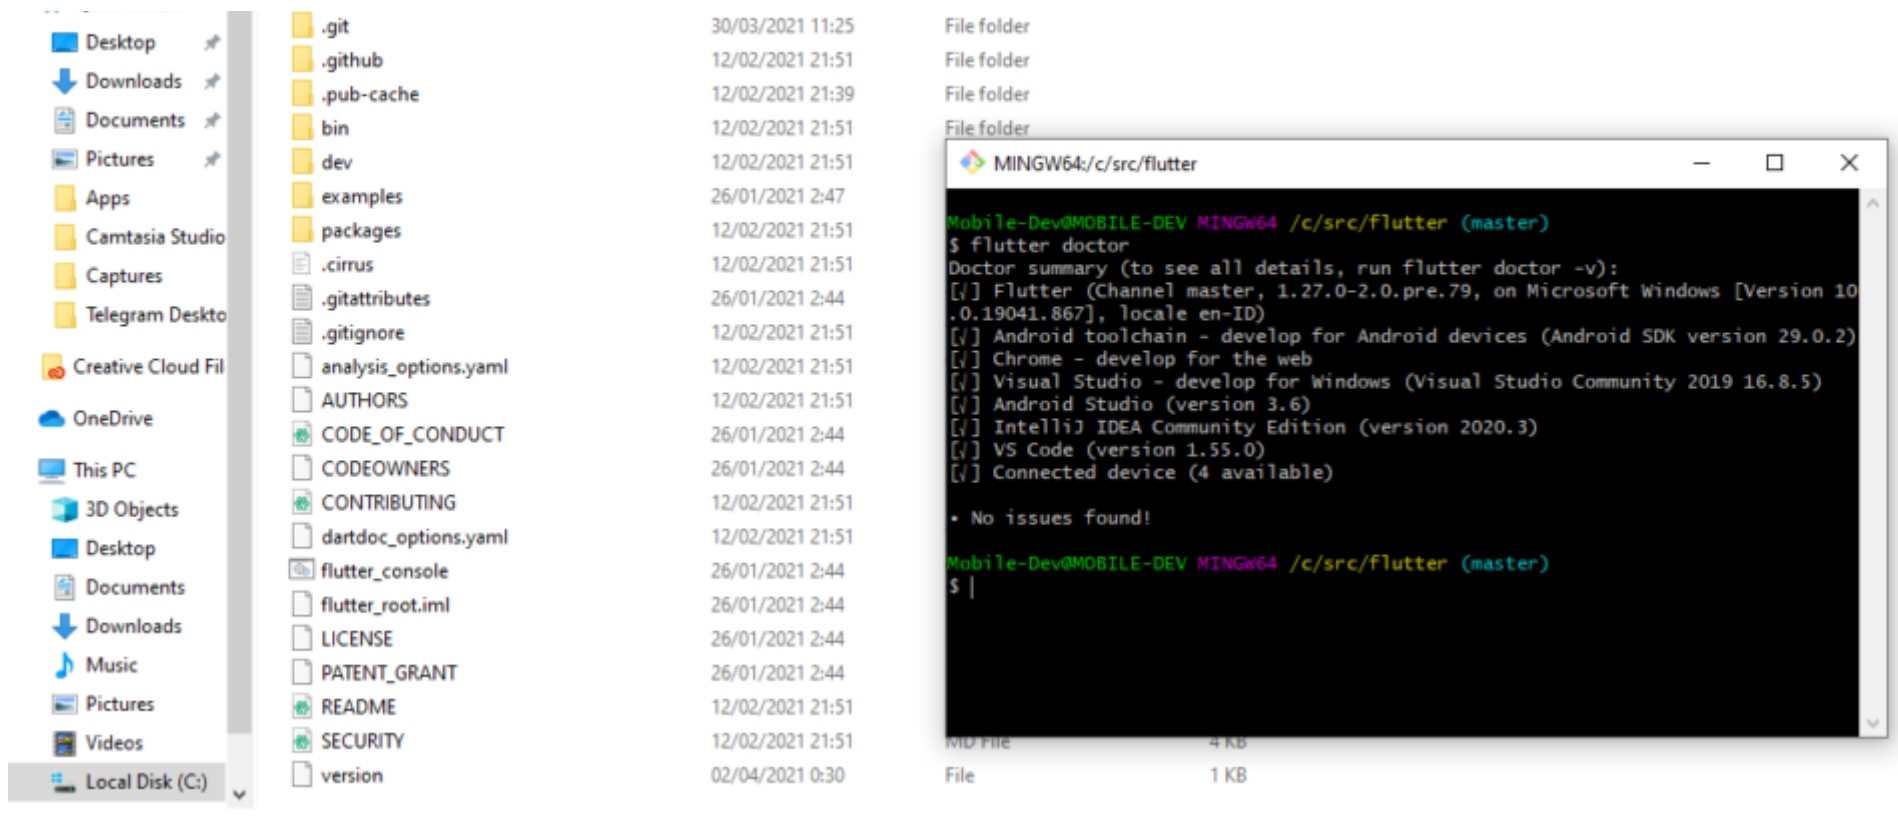 Desktop
Downloads
Documents
Pictures
Apps
Camtasia Studio
Captures
Telegram Deskto
Creative Cloud Fil
OneDrive
This PC
3D Objects
Desktop
Documents
Downloads
Music
Pictures
Videos
Local Disk (C:)
.git 30/03/2021 11:25 File folder
.github 12/02/2021 21:51 File folder
.pub-cache 12/02/2021 21:39 File folder
bin 12/02/2021 21:51 File folder
dev 12/02/2021 21:51
examples 26/01/2021 2:47
packages 12/02/2021 21:51
.cirrus 12/02/2021 21:51
.gitattributes 26/01/2021 2:44
.gitignore 12/02/2021 21:51
analysis_options.yaml 12/02/2021 21:51
AUTHORS 12/02/2021 21:51
CODE_OF_CONDUCT 26/01/2021 2:44
CODEOWNERS 26/01/2021 2:44
CONTRIBUTING 12/02/2021 21:51
dartdoc_options.yaml 12/02/2021 21:51
flutter_console 26/01/2021 2:44
flutter_root.iml 26/01/2021 2:44
LICENSE 26/01/2021 2:44
PATENT_GRANT 26/01/2021 2:44
README 12/02/2021 21:51
SECURITY 12/02/2021 21:51 MD File 4 KB
version 02/04/2021 0:30 File 1 KB
MINGW64:/c/src/flutter
Mobile-Dev@MOBILE-DEV MINGW64 /c/src/flutter (master)
$ flutter doctor
Doctor summary (to see all details, run flutter doctor -v):
[√] Flutter (Channel master, 1.27.0-2.0.pre.79, on Microsoft Windows [Version 10
.0.19041.867], locale en-ID)
[√] Android toolchain - develop for Android devices (Android SDK version 29.0.2)
[√] Chrome - develop for the web
[√] Visual Studio - develop for Windows (Visual Studio Community 2019 16.8.5)
[√] Android Studio (version 3.6)
[√] IntelliJ IDEA Community Edition (version 2020.3)
[√] VS Code (version 1.55.0)
[√] Connected device (4 available)
• No issues found!
Mobile-Dev@MOBILE-DEV MINGW64 /c/src/flutter (master)
$